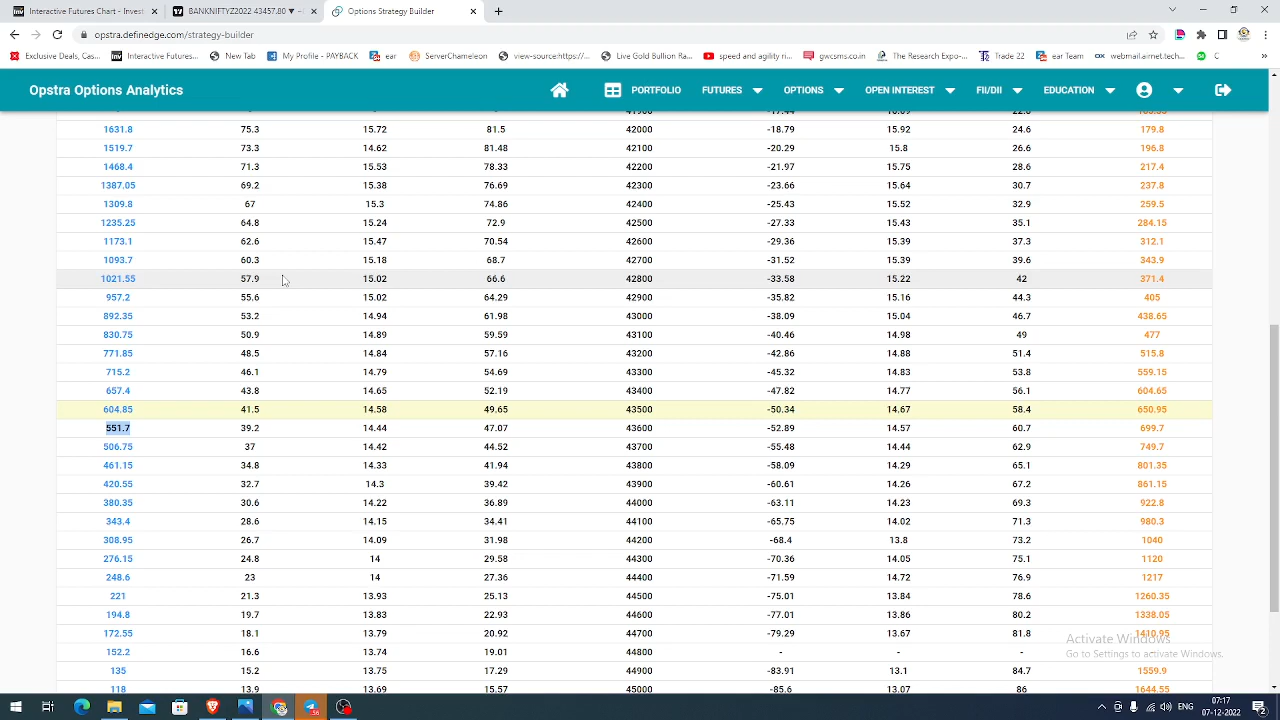 Interactive Futures Chart - Invest
BANKNIFTYZ2022 43457.80 ▼ −
Options Strategy Builder
opstra.definedge.com/strategy-builder
Exclusive Deals, Cas...
Interactive Futures...
New Tab
My Profile - PAYBACK
ear
ServerChameleon
view-source:https://...
Live Gold Bullion Ra...
speed and agility ri...
gwcsms.co.in
The Research Expo-...
Trade 22
ear Team
webmail.airnet.tech...
C
»
Opstra Options Analytics
PORTFOLIO
FUTURES
OPTIONS
OPEN INTEREST
FII/DII
EDUCATION
1631.8 75.3 15.72 81.5 42000 -18.79 15.92 24.6 179.8
1519.7 73.3 14.62 81.48 42100 -20.29 15.8 26.6 196.8
1468.4 71.3 15.53 78.33 42200 -21.97 15.75 28.6 217.4
1387.05 69.2 15.38 76.69 42300 -23.66 15.64 30.7 237.8
1309.8 67 15.3 74.86 42400 -25.43 15.52 32.9 259.5
1235.25 64.8 15.24 72.9 42500 -27.33 15.43 35.1 284.15
1173.1 62.6 15.47 70.54 42600 -29.36 15.39 37.3 312.1
1093.7 60.3 15.18 68.7 42700 -31.52 15.39 39.6 343.9
1021.55 57.9 15.02 66.6 42800 -33.58 15.22 42 371.4
957.2 55.6 15.02 64.29 42900 -35.82 15.16 44.3 405
892.35 53.2 14.94 61.98 43000 -38.09 15.04 46.7 438.65
830.75 50.9 14.89 59.59 43100 -40.46 14.98 49 477
771.85 48.5 14.84 57.16 43200 -42.86 14.88 51.4 515.8
715.2 46.1 14.79 54.69 43300 -45.32 14.83 53.8 559.15
657.4 43.8 14.65 52.19 43400 -47.82 14.77 56.1 604.65
604.85 41.5 14.58 49.65 43500 -50.34 14.67 58.4 650.95
551.7 39.2 14.44 47.07 43600 -52.89 14.57 60.7 699.7
506.75 37 14.42 44.52 43700 -55.48 14.44 62.9 749.7
461.15 34.8 14.33 41.94 43800 -58.09 14.29 65.1 801.35
420.55 32.7 14.3 39.42 43900 -60.61 14.26 67.2 861.15
380.35 30.6 14.22 36.89 44000 -63.11 14.23 69.3 922.8
343.4 28.6 14.15 34.41 44100 -65.75 14.02 71.3 980.3
308.95 26.7 14.09 31.98 44200 -68.4 13.8 73.2 1040
276.15 24.8 14 29.58 44300 -70.36 14.05 75.1 1120
248.6 23 14 27.36 44400 -71.59 14.72 76.9 1217
221 21.3 13.93 25.13 44500 -75.01 13.84 78.6 1260.35
194.8 19.7 13.83 22.93 44600 -77.01 13.86 80.2 1338.05
172.55 18.1 13.79 20.92 44700 -79.29 13.67 81.8 1410.95
152.2 16.6 13.74 19.01 44800 - - -
135 15.2 13.75 17.29 44900 -83.91 13.1 84.7 1559.9
118 13.9 13.69 15.57 45000 -85.6 13.07 86 1644.55
Activate Windows
Go to Settings to activate Windows.
56
ENG
07:17
07-12-2022
2